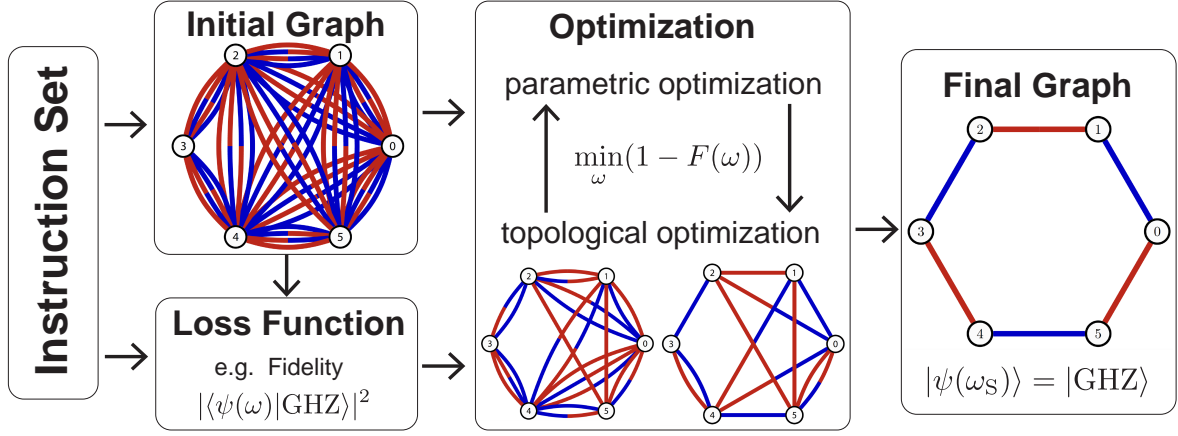 Instruction Set
Initial Graph
2
1
3
0
4
5
Loss Function
e.g. Fidelity
|⟨ψ(ω)|GHZ⟩|²
Optimization
parametric optimization
min(1 − F(ω))
ω
topological optimization
2
1
3
0
4
5
2
1
3
0
4
5
Final Graph
2
1
3
0
4
5
|ψ(ω_S)⟩ = |GHZ⟩